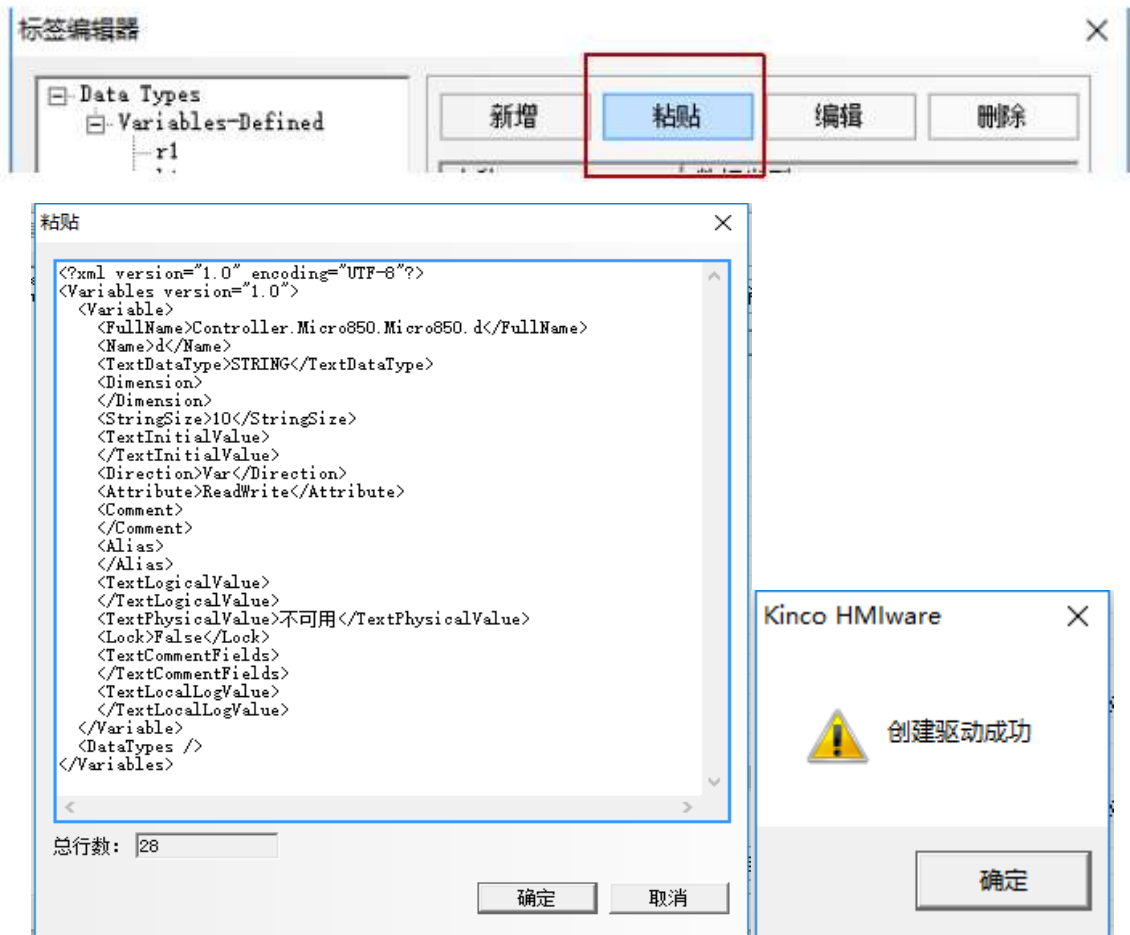 标签编辑器
Data Types
Variables-Defined
r1
新增
粘贴
编辑
删除
粘贴
<?xml version="1.0" encoding="UTF-8"?>
<Variables version="1.0">
<Variable>
<FullName>Controller.Micro850.Micro850.d</FullName>
<Name>d</Name>
<TextDataType>STRING</TextDataType>
<Dimension>
</Dimension>
<StringSize>10</StringSize>
<TextInitialValue>
</TextInitialValue>
<Direction>Var</Direction>
<Attribute>ReadWrite</Attribute>
<Comment>
</Comment>
<Alias>
</Alias>
<TextLogicalValue>
</TextLogicalValue>
<TextPhysicalValue>不可用</TextPhysicalValue>
<Lock>False</Lock>
<TextCommentFields>
</TextCommentFields>
<TextLocalLogValue>
</TextLocalLogValue>
</Variable>
<DataTypes />
</Variables>
总行数： 28
确定
取消
Kinco HMIware
创建驱动成功
确定